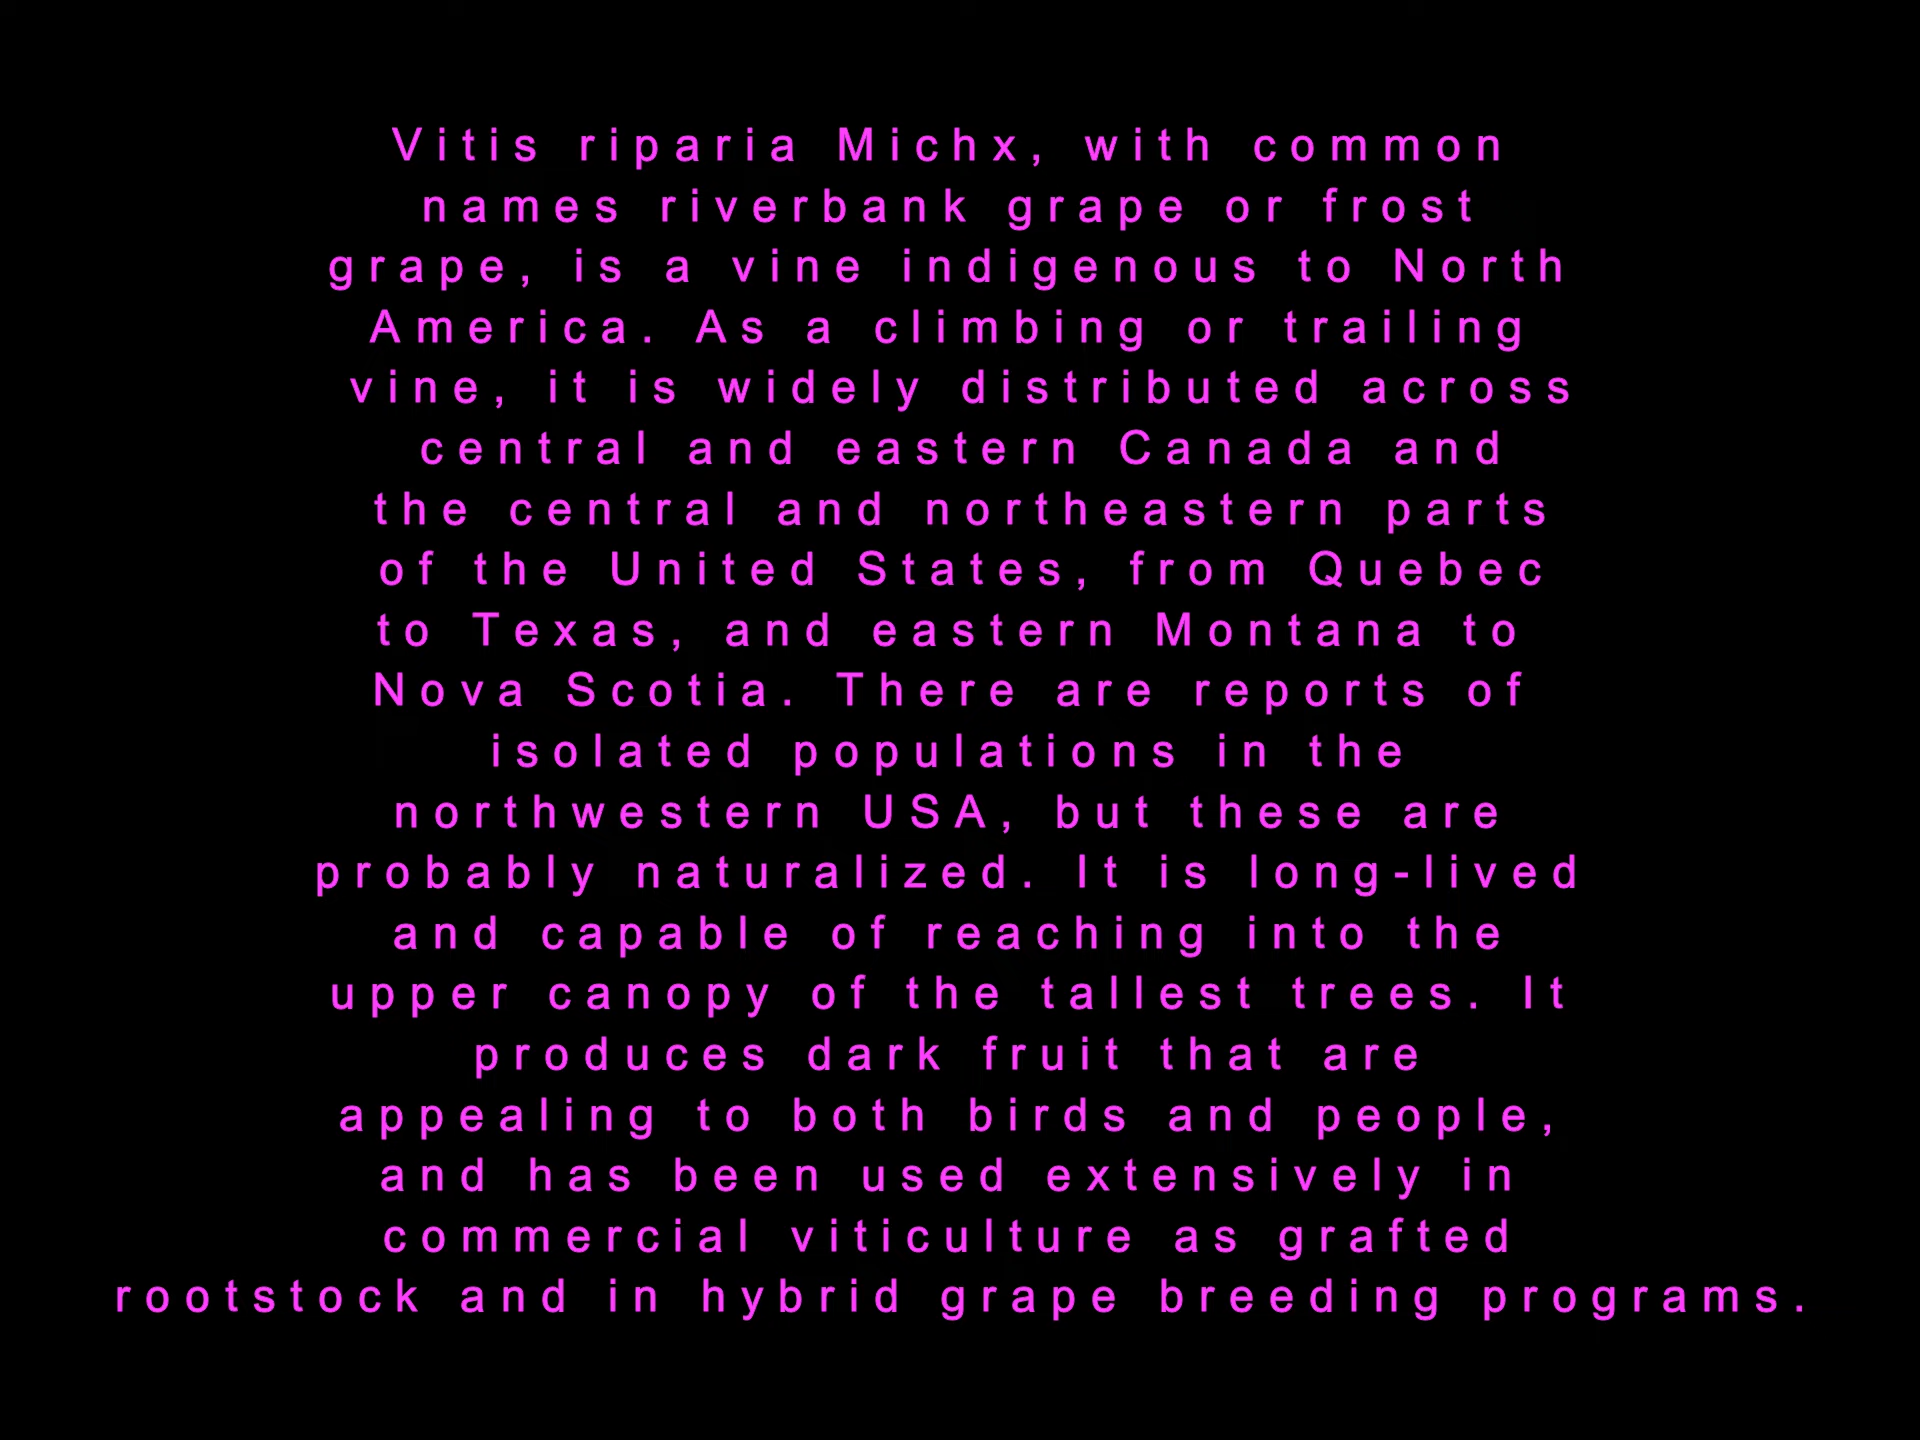 Vitis riparia Michx, with common
names riverbank grape or frost
grape, is a vine indigenous to North
America. As a climbing or trailing
vine, it is widely distributed across
central and eastern Canada and
the central and northeastern parts
of the United States, from Quebec
to Texas, and eastern Montana to
Nova Scotia. There are reports of
isolated populations in the
northwestern USA, but these are
probably naturalized. It is long-lived
and capable of reaching into the
upper canopy of the tallest trees. It
produces dark fruit that are
appealing to both birds and people,
and has been used extensively in
commercial viticulture as grafted
rootstock and in hybrid grape breeding programs.